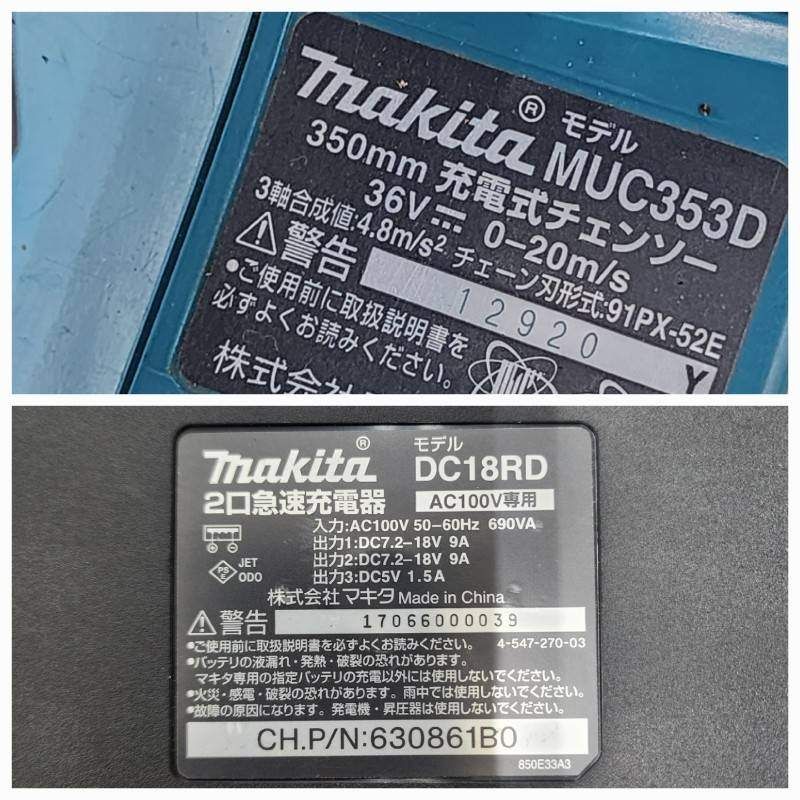 makita® モデル MUC353D
350mm 充電式チェンソー
36V⎓ 0-20m/s
3軸合成値:4.8m/s² チェーン刃形式:91PX-52E
⚠警告 12920 Y
●ご使用前に取扱説明書を
必ずよくお読みください。
株式会社
makita® モデル DC18RD
2口急速充電器 AC100V専用
入力:AC100V 50-60Hz 690VA
出力1:DC7.2-18V 9A
出力2:DC7.2-18V 9A
出力3:DC5V 1.5A
PSE JET ODO
株式会社 マキタ Made in China
⚠警告 17066000039
●ご使用前に取扱説明書を必ずよくお読みください。 4-547-270-03
●バッテリの液漏れ・発熱・破裂の恐れがあります。
マキタ専用の指定バッテリの充電以外には使用しないでください。
●火災・感電・破裂の恐れがあります。雨中では使用しないでください。
●故障の原因になります。発電機・昇圧器は使用しないでください。
CH.P/N:630861B0
850E33A3